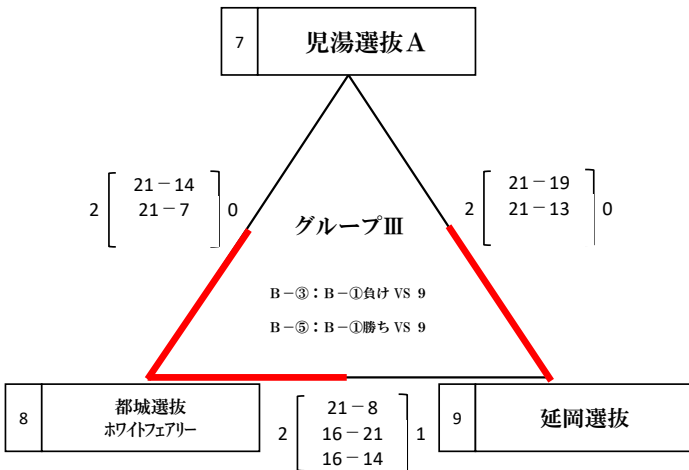 7 児湯選抜A
21－14
2 21－7 0
21－19
2 21－13 0
グループⅢ
B－③：B－①負け VS 9
B－⑤：B－①勝ち VS 9
8 都城選抜
ホワイトフェアリー
21－8
2 16－21 1
16－14
9 延岡選抜